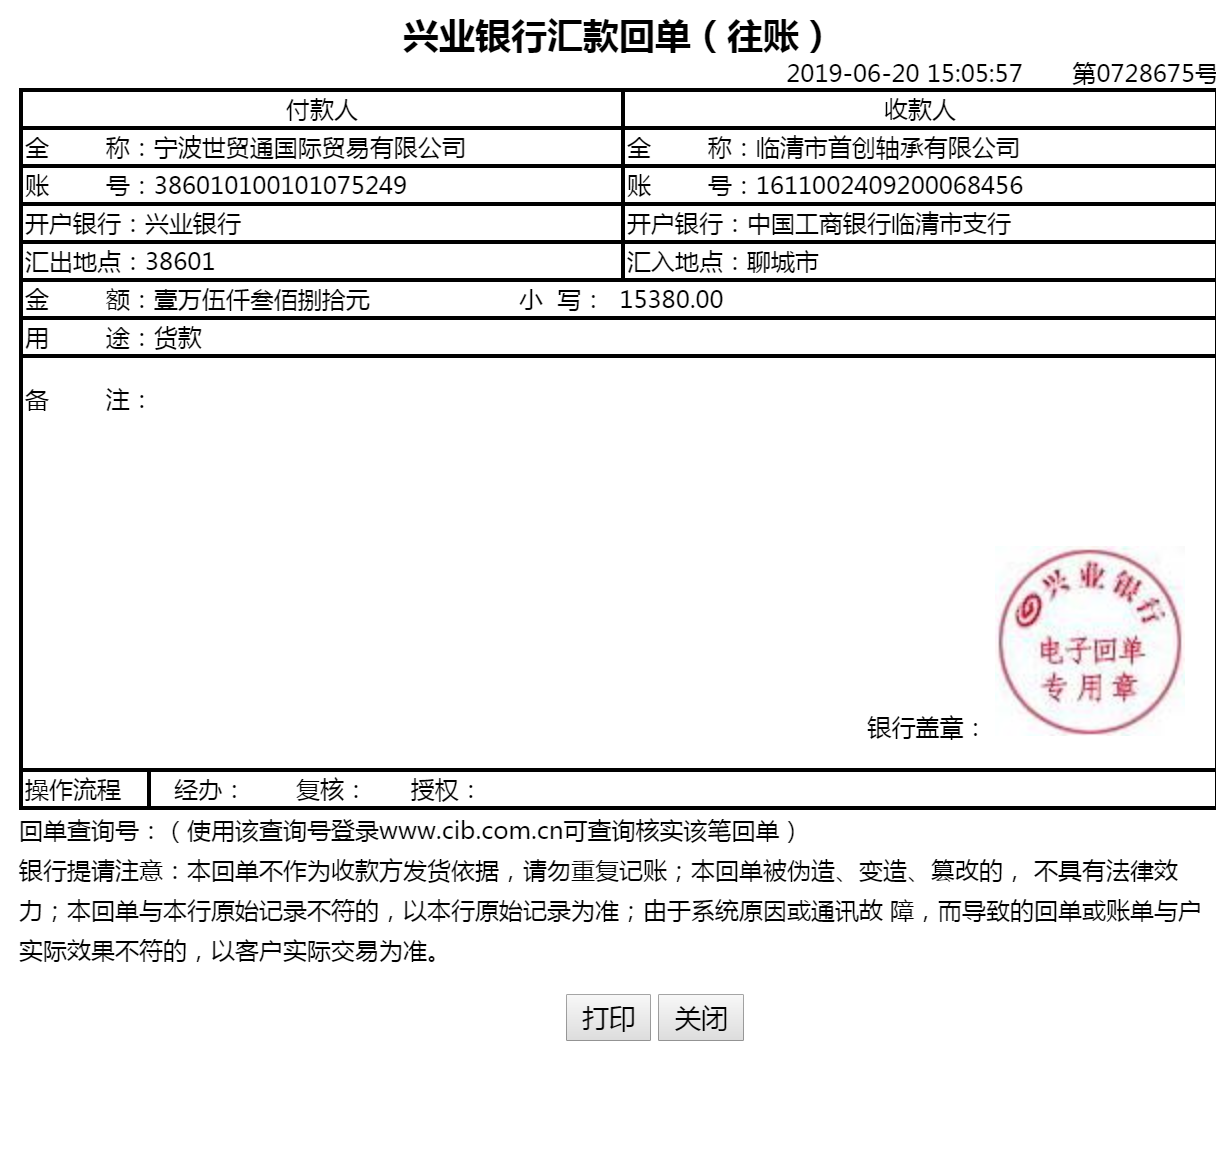 兴业银行汇款回单（往账）
2019-06-20 15:05:57 第0728675号
付款人 收款人
全 称：宁波世贸通国际贸易有限公司 全 称：临清市首创轴承有限公司
账 号：386010100101075249 账 号：1611002409200068456
开户银行：兴业银行 开户银行：中国工商银行临清市支行
汇出地点：38601 汇入地点：聊城市
金 额：壹万伍仟叁佰捌拾元 小 写： 15380.00
用 途：货款
备 注：
兴业银行
电子回单
专用章
银行盖章：
操作流程 经办： 复核： 授权：
回单查询号：（使用该查询号登录www.cib.com.cn可查询核实该笔回单）
银行提请注意：本回单不作为收款方发货依据，请勿重复记账；本回单被伪造、变造、篡改的， 不具有法律效
力；本回单与本行原始记录不符的，以本行原始记录为准；由于系统原因或通讯故 障，而导致的回单或账单与户
实际效果不符的，以客户实际交易为准。
打印 关闭